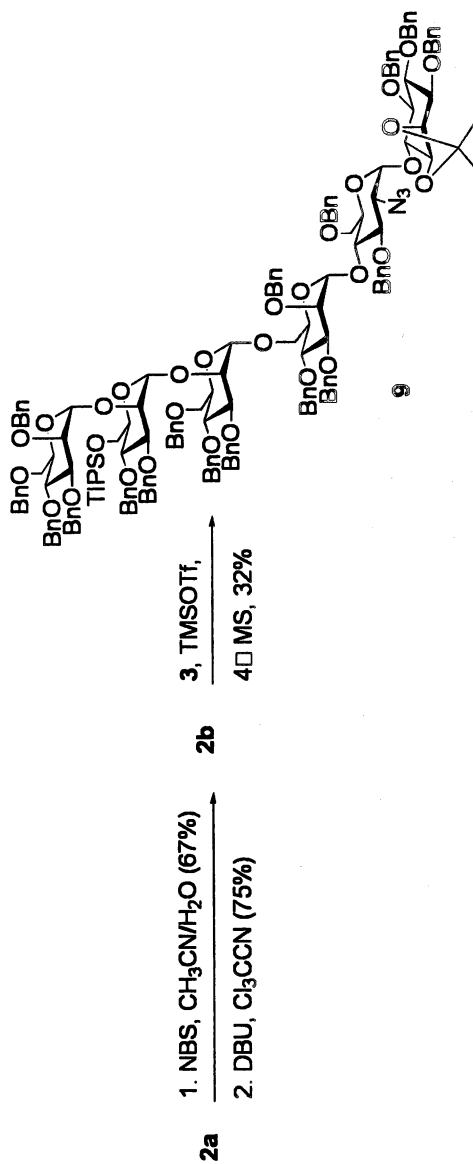 2a
1. NBS, CH₃CN/H₂O (67%)
2. DBU, Cl₃CCN (75%)
2b
3, TMSOTf,
4□ MS, 32%
BnO
OBn
O
BnO
BnO
O
TIPSO
O
BnO
BnO
O
BnO
O
BnO
BnO
O
OBn
O
BnO
BnO
O
OBn
O
BnO
N₃
O
O
O
OBn
OBn
OBn
9